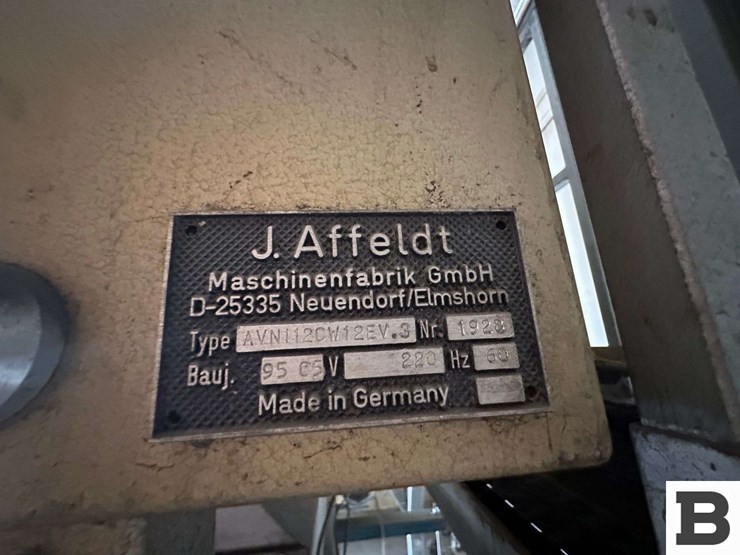 J. Affeldt
Maschinenfabrik GmbH
D-25335 Neuendorf/Elmshorn
Type AVN112CW12EV.3 Nr. 1920
Bauj. 95 05 V 220 Hz 60
Made in Germany
B